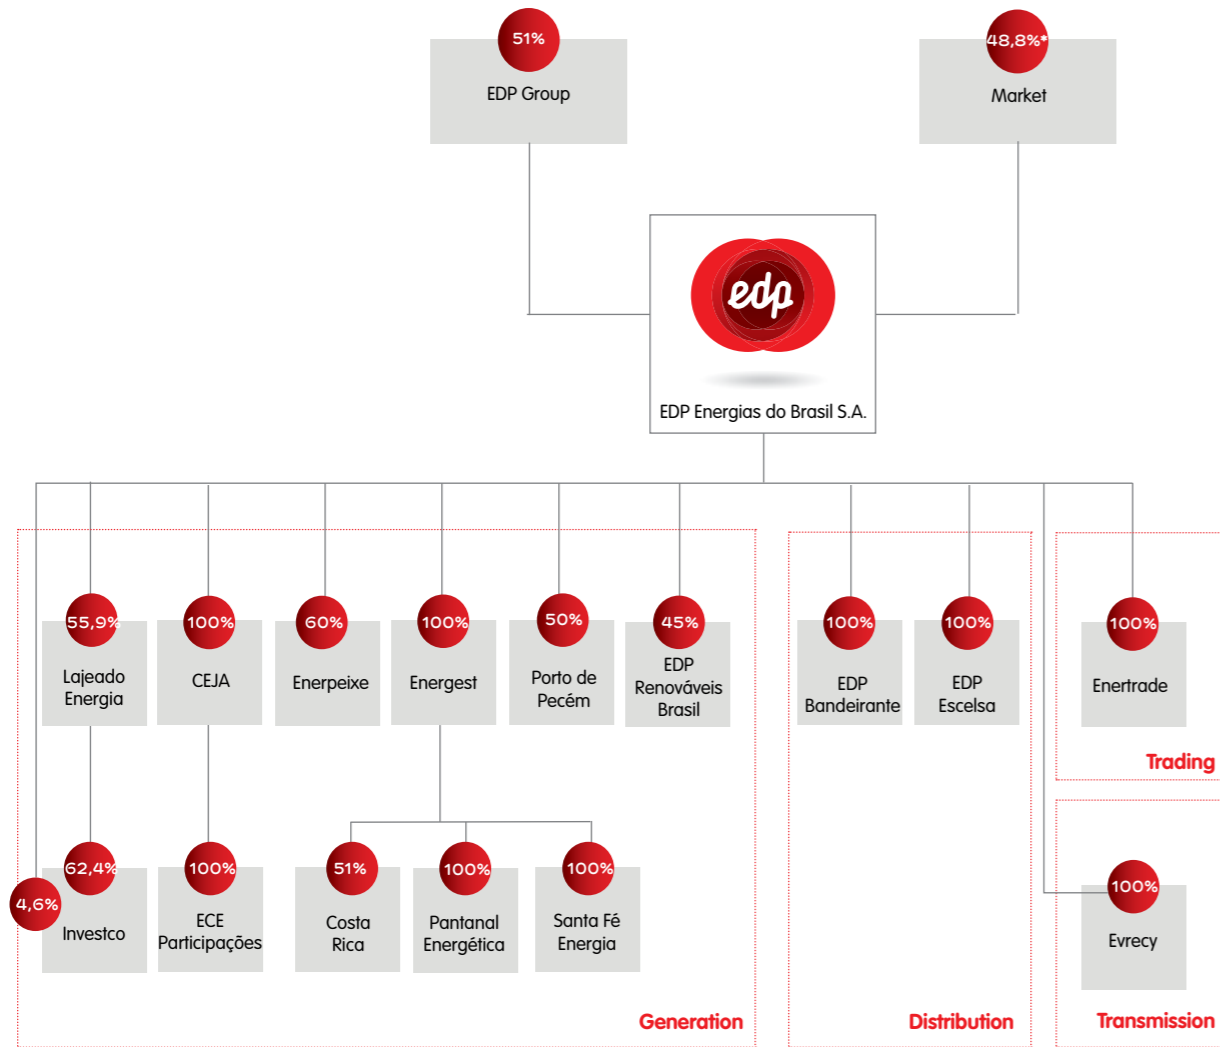 51%
EDP Group
48,8%*
Market
edp
EDP Energias do Brasil S.A.
55,9%
Lajeado
Energia
100%
CEJA
60%
Enerpeixe
100%
Energest
50%
Porto de
Pecém
45%
EDP
Renováveis
Brasil
100%
EDP
Bandeirante
100%
EDP
Escelsa
100%
Enertrade
Trading
4,6%
62,4%
Investco
100%
ECE
Participações
51%
Costa
Rica
100%
Pantanal
Energética
100%
Santa Fé
Energia
100%
Evrecy
Generation
Distribution
Transmission